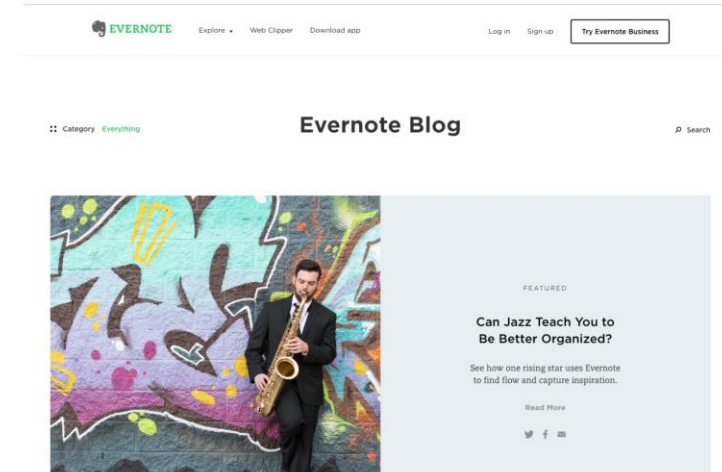 EVERNOTE Explore Web Clipper Download app Log in Sign up Try Evernote Business
Category Everything Evernote Blog Search
FEATURED
Can Jazz Teach You to
Be Better Organized?
See how one rising star uses Evernote
to find flow and capture inspiration.
Read More